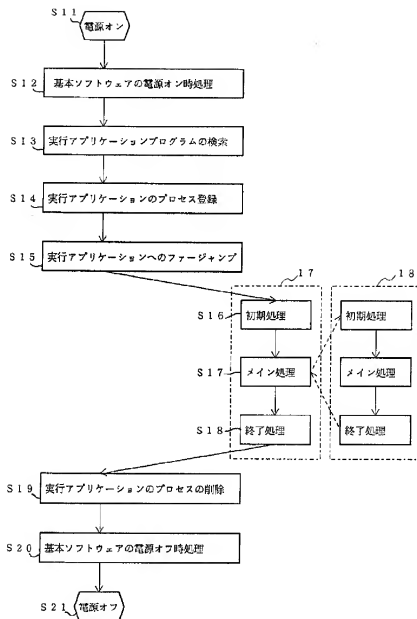 S11
電源オン
S12
基本ソフトウェアの電源オン時処理
S13
実行アプリケーションプログラムの検索
S14
実行アプリケーションのプロセス登録
S15
実行アプリケーションへのファージャンプ
17
18
S16
初期処理
初期処理
S17
メイン処理
メイン処理
S18
終了処理
終了処理
S19
実行アプリケーションのプロセスの削除
S20
基本ソフトウェアの電源オフ時処理
S21
電源オフ